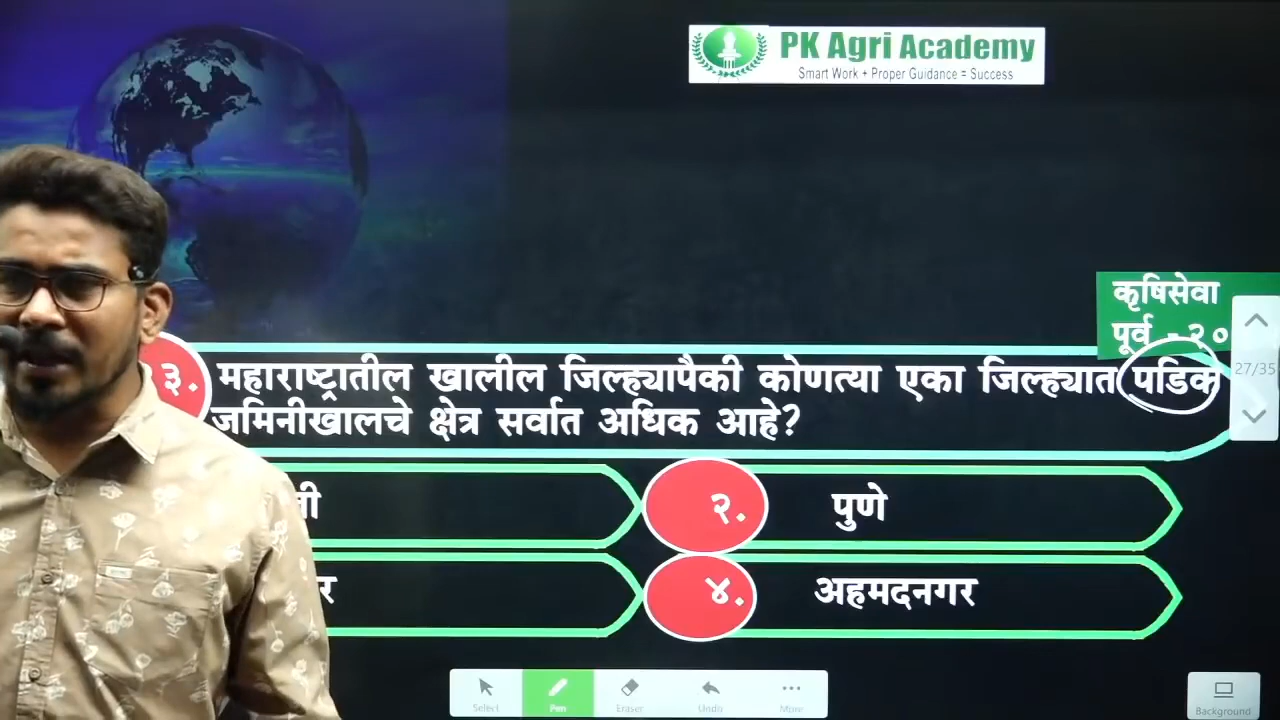 PK Agri Academy
Smart Work + Proper Guidance = Success
कृषिसेवा
पूर्व - २०
३. महाराष्ट्रातील खालील जिल्ह्यापैकी कोणत्या एका जिल्ह्यात पडिक
जमिनीखालचे क्षेत्र सर्वात अधिक आहे?
२. पुणे
४. अहमदनगर
27/35
Select Pen Eraser Undo More
Background